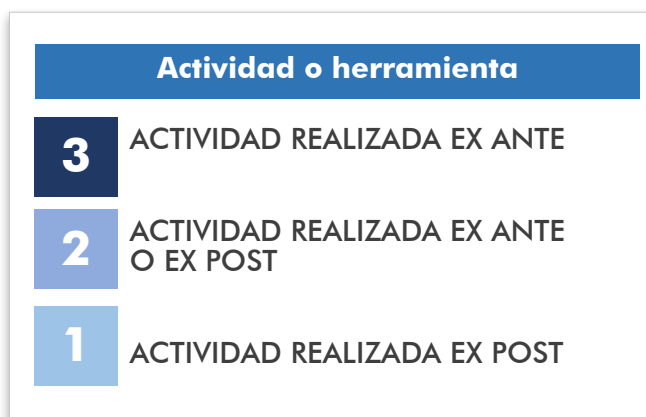 Actividad o herramienta
3
ACTIVIDAD REALIZADA EX ANTE
2
ACTIVIDAD REALIZADA EX ANTE
O EX POST
1
ACTIVIDAD REALIZADA EX POST